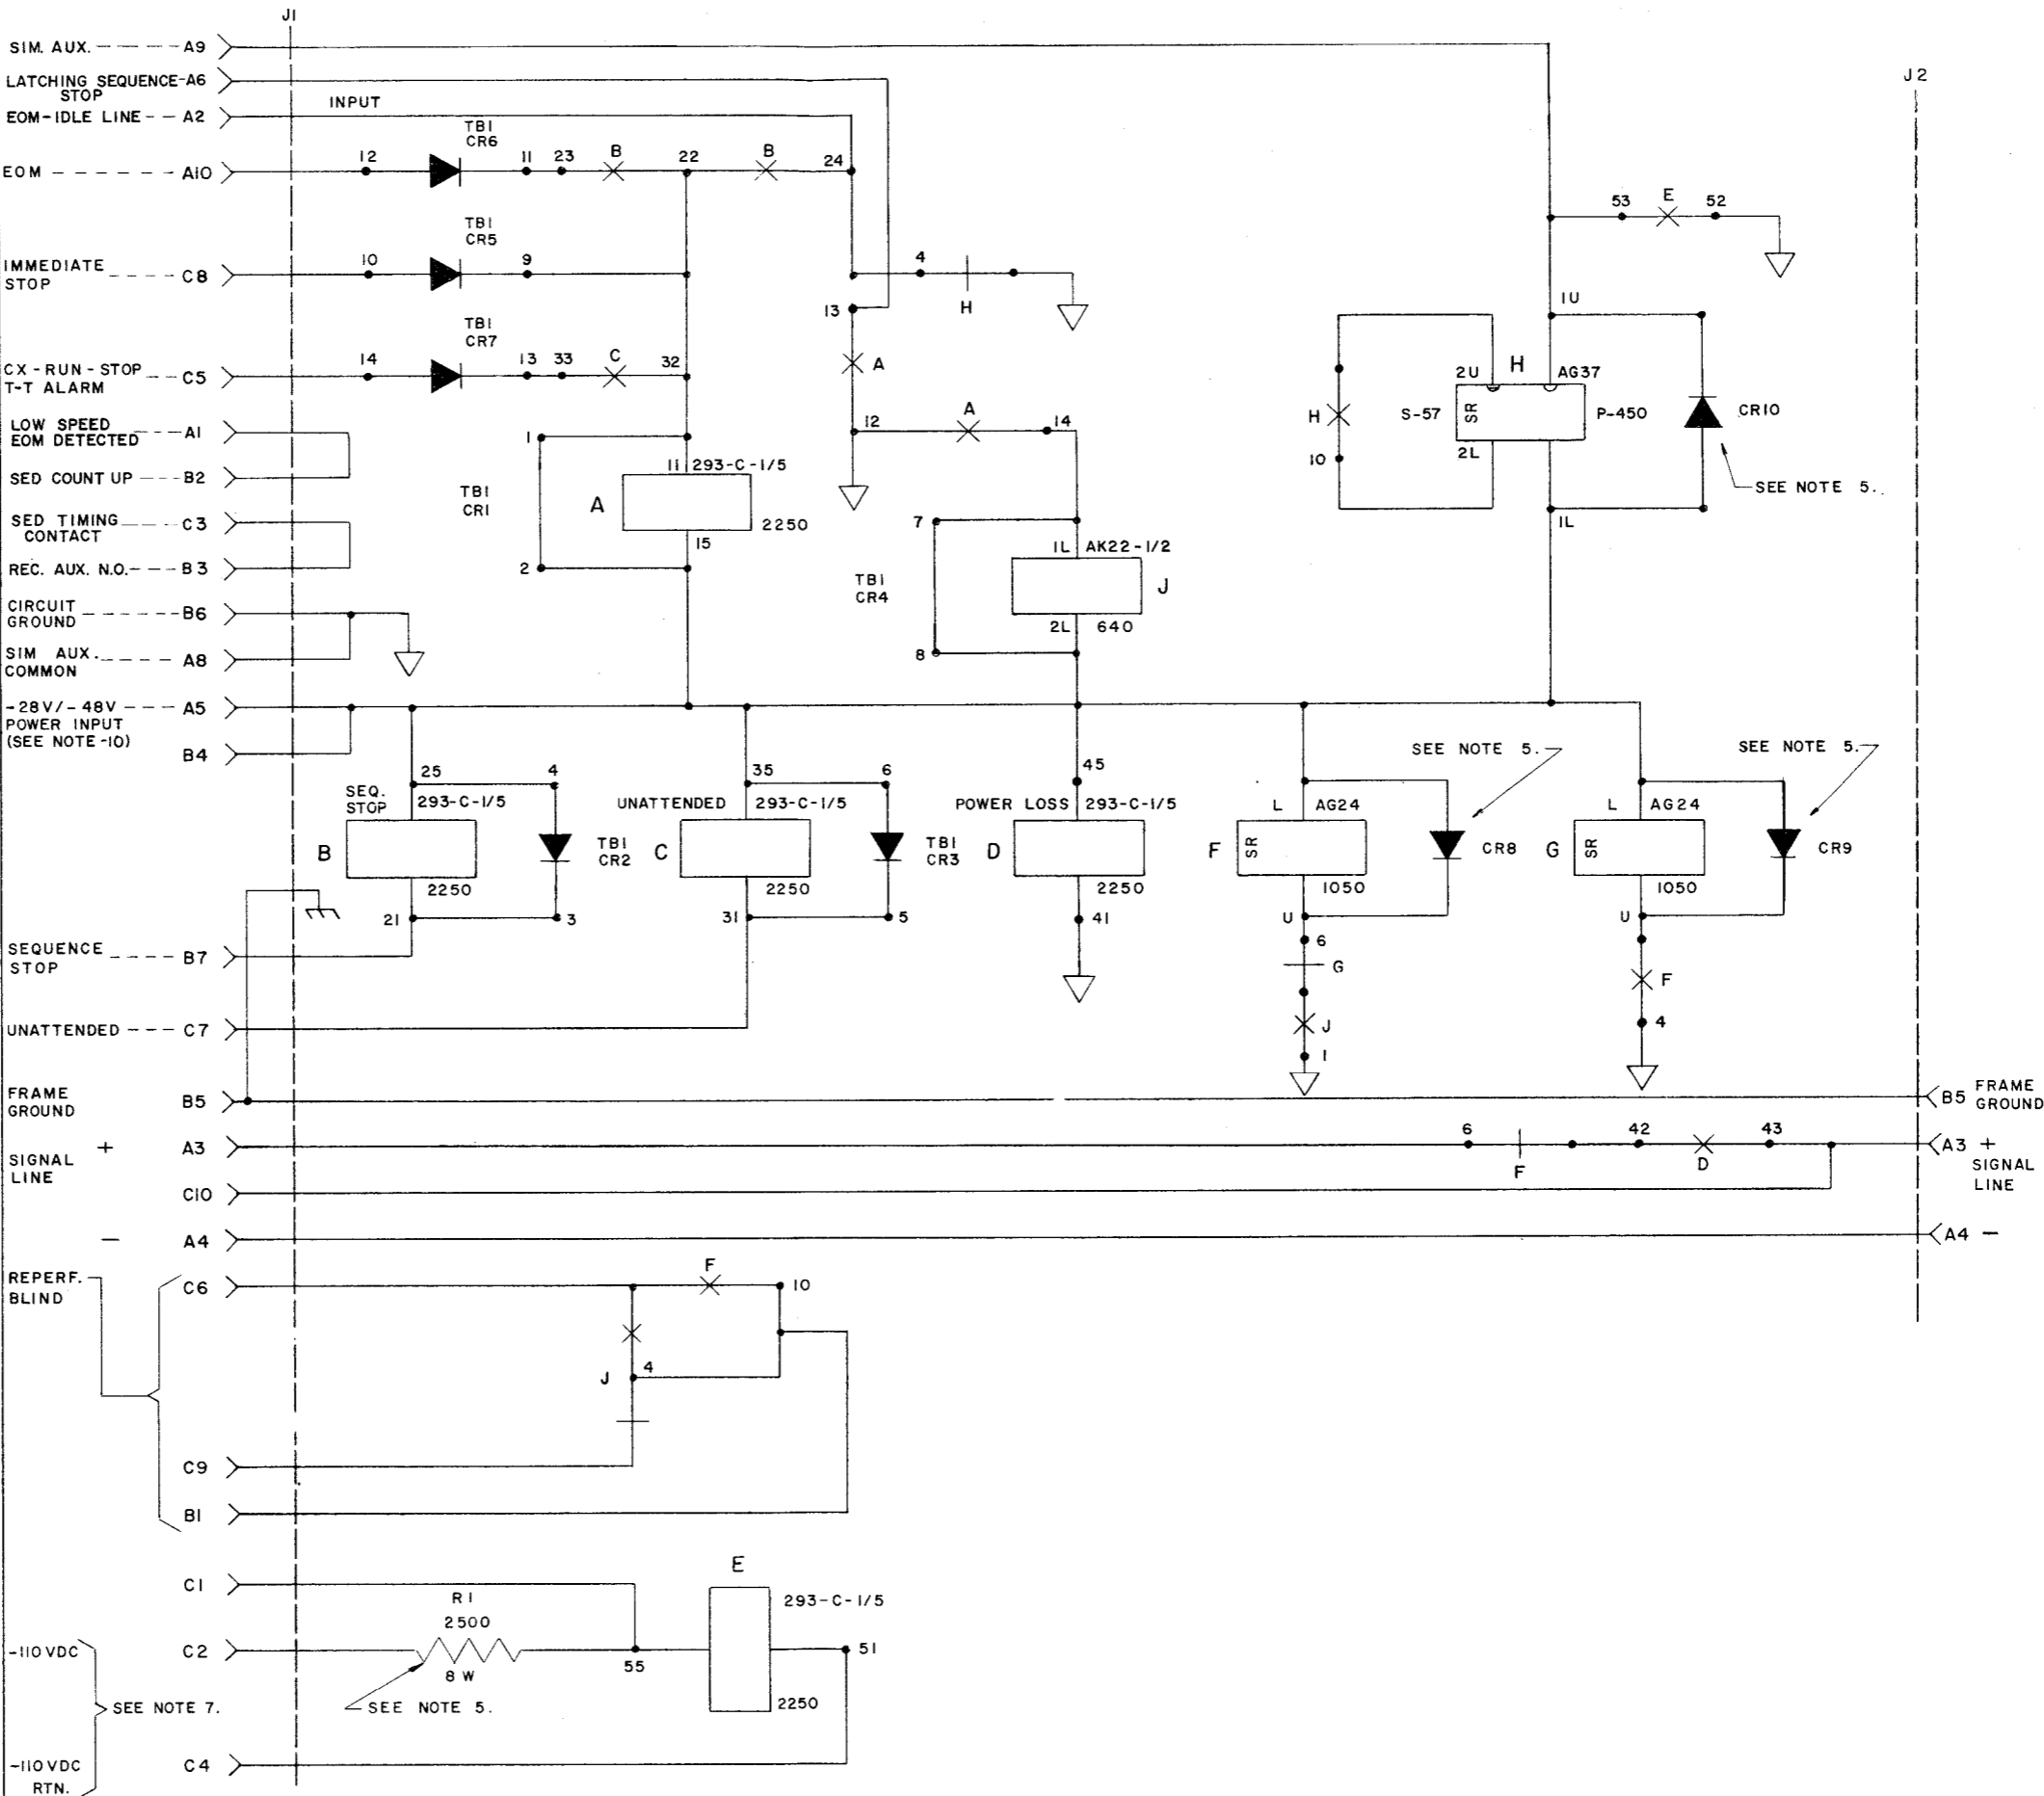 J1
SIM. AUX. A9
J2
LATCHING SEQUENCE A6
STOP
INPUT
EOM-IDLE LINE A2
TB1
CR6
EOM A10 12 11 23 B 22 B 24
53 E 52
TB1
CR5
IMMEDIATE
STOP C8 10 9 4
H
13
1U
TB1
CR7
CX-RUN-STOP
T-T ALARM C5 14 13 33 C 32
A
2U H AG37
H S-57 SR P-450 CR10
LOW SPEED
EOM DETECTED A1
1 12 A 14
2L
10
11 293-C-1/5
SED COUNT UP B2
SEE NOTE 5.
TB1
CR1 A 2250
SED TIMING
CONTACT C3
7 1L
15
1L AK22-1/2
REC. AUX. N.O. B3
2
TB1
CR4 J
CIRCUIT
GROUND B6
2L 640
SIM AUX.
COMMON A8
8
-28V/-48V
POWER INPUT
(SEE NOTE-10) A5
B4
SEE NOTE 5. SEE NOTE 5.
25 4 35 6 45
SEQ.
STOP 293-C-1/5 UNATTENDED 293-C-1/5 POWER LOSS 293-C-1/5 L AG24 L AG24
B TB1
CR2 C TB1
CR3 D F SR CR8 G SR CR9
2250 2250 2250 1050 1050
21 3 31 5 41 U U
SEQUENCE
STOP B7
6
G
F
UNATTENDED C7
J 4
1
FRAME
GROUND B5
B5 FRAME
GROUND
+ A3 6 F 42 D 43 A3 +
SIGNAL
LINE
SIGNAL
LINE
C10
- A4 A4 -
REPERF.
BLIND C6 F 10
J 4
C9
B1
E
C1
R1
2500
293-C-1/5
-110VDC C2 55 51
8 W
SEE NOTE 7. SEE NOTE 5. 2250
-110VDC
RTN. C4